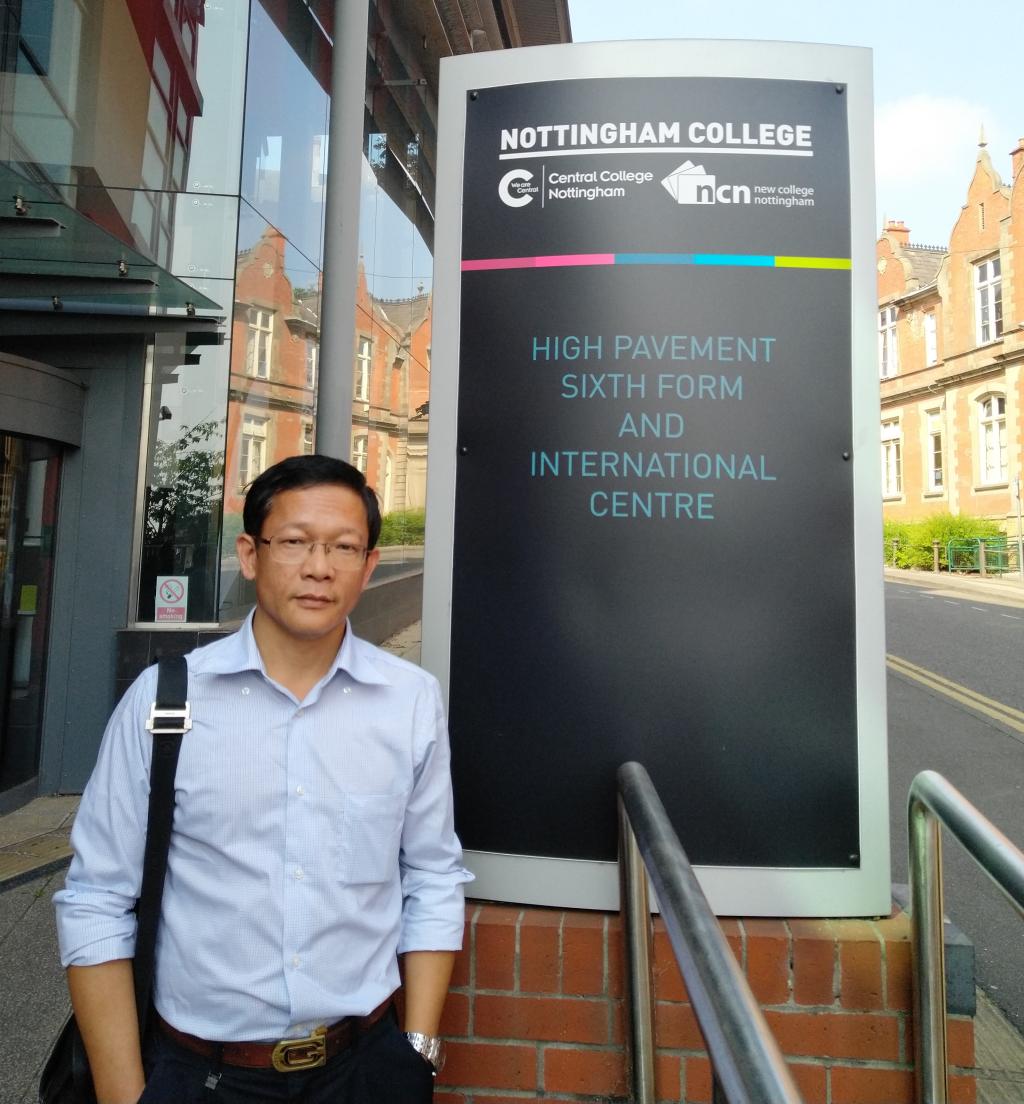 NOTTINGHAM COLLEGE
We are
Central
Central College
Nottingham
ncn
new college
nottingham
HIGH PAVEMENT
SIXTH FORM
AND
INTERNATIONAL
CENTRE
No
smoking